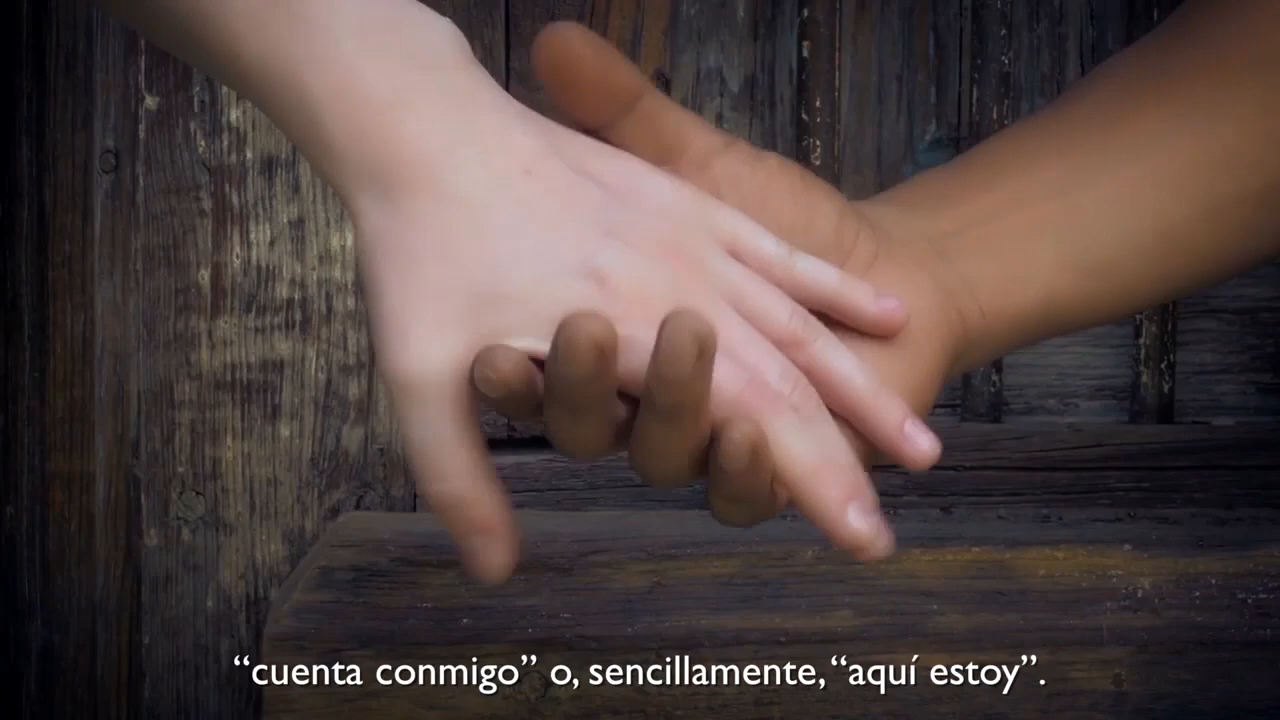 “cuenta conmigo” o, sencillamente, “aquí estoy”.